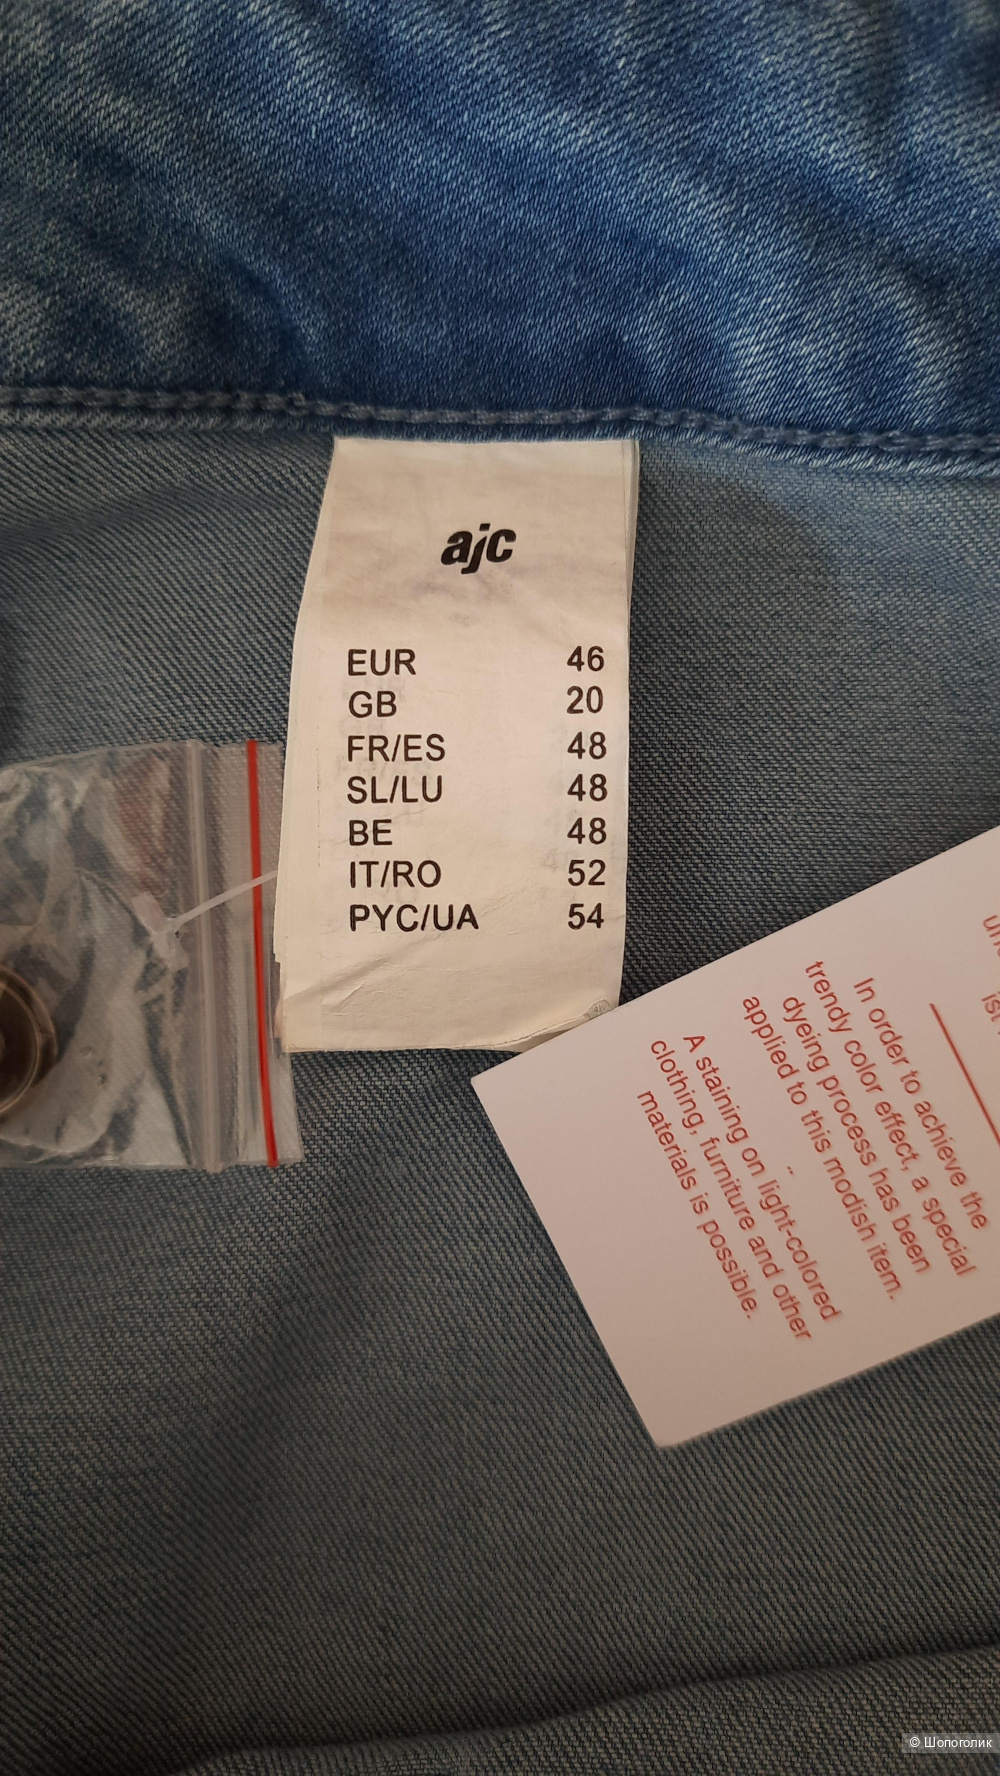 ajc
EUR 46
GB 20
FR/ES 48
SL/LU 48
BE 48
IT/RO 52
РУС/UA 54
ist
In order to achieve the
trendy color effect, a special
dyeing process has been
applied to this modish item.
A staining on light-colored
clothing, furniture and other
materials is possible.
© Шопоголик